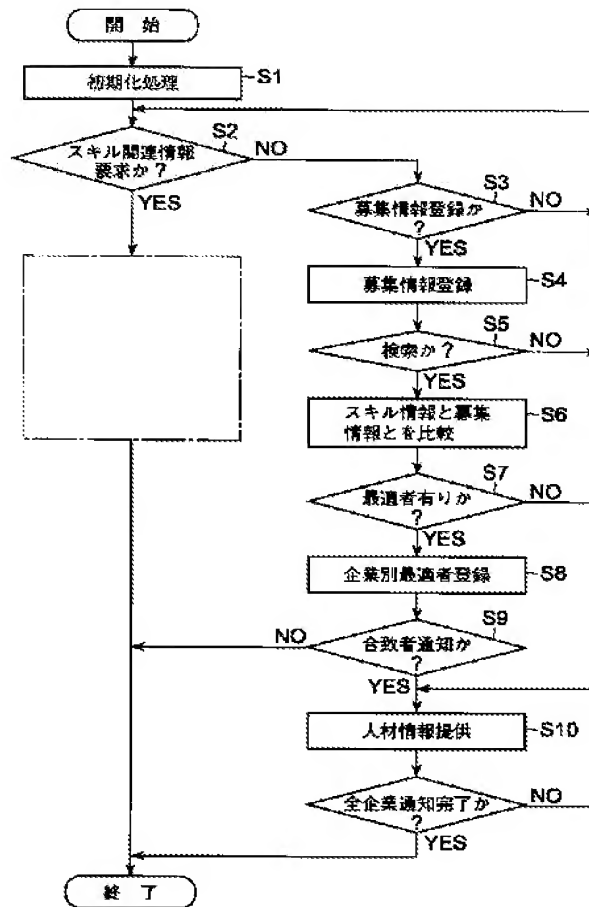 開 始
初期化処理
S1
S2
スキル関連情報
要求か？
NO
YES
S3
募集情報登録か
？
NO
YES
募集情報登録
S4
S5
検索か？
NO
YES
スキル情報と募集
情報とを比較
S6
S7
最適者有りか
？
NO
YES
企業別最適者登録
S8
S9
合致者通知か
？
NO
YES
人材情報提供
S10
全企業通知完了か
？
NO
YES
終 了